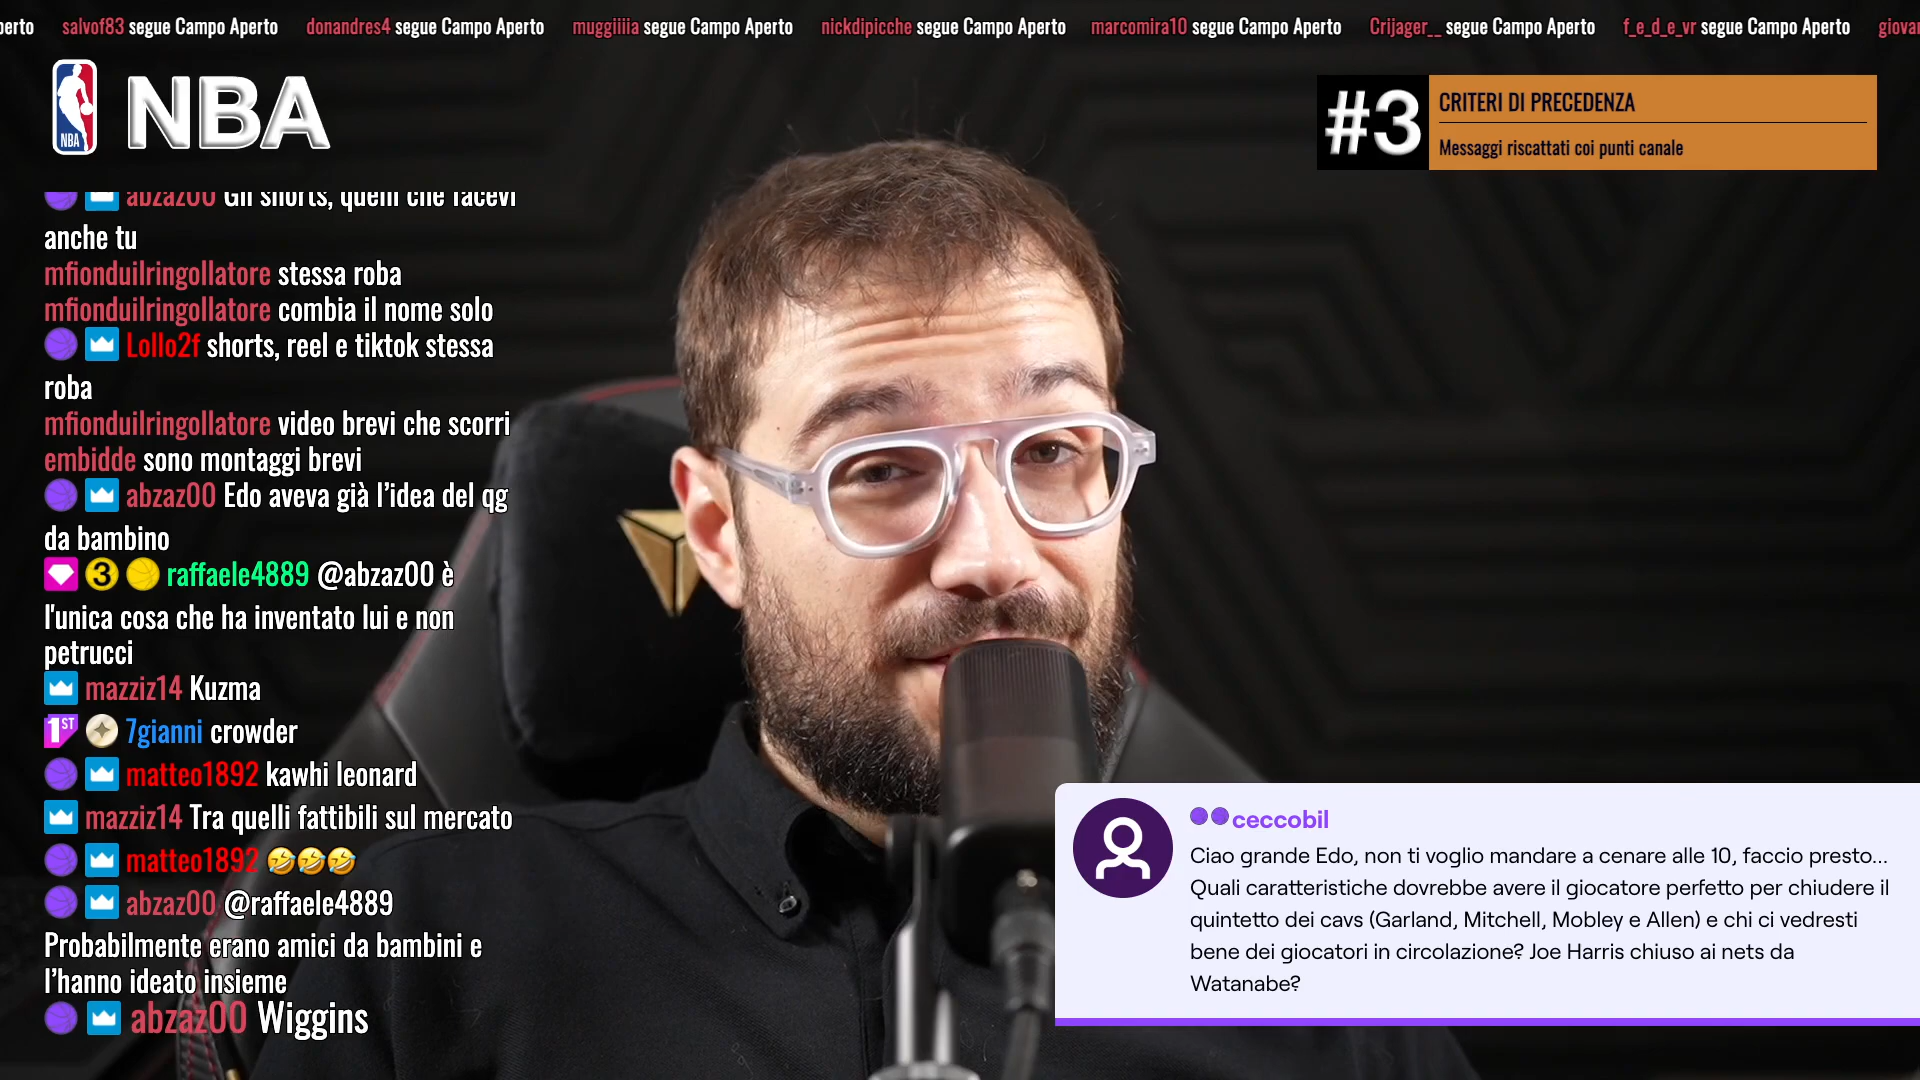 perto salvof83 segue Campo Aperto donandres4 segue Campo Aperto muggiiiia segue Campo Aperto nickdipicche segue Campo Aperto marcomira10 segue Campo Aperto Crijager__ segue Campo Aperto f_e_d_e_vr segue Campo Aperto giovan
NBA NBA
#3 CRITERI DI PRECEDENZA
Messaggi riscattati coi punti canale
abzaz00 Gli shorts, quelli che facevi
anche tu
mfionduilringollatore stessa roba
mfionduilringollatore combia il nome solo
Lollo2f shorts, reel e tiktok stessa
roba
mfionduilringollatore video brevi che scorri
embidde sono montaggi brevi
abzaz00 Edo aveva già l'idea del qg
da bambino
3 raffaele4889 @abzaz00 è
l'unica cosa che ha inventato lui e non
petrucci
mazziz14 Kuzma
1ST 7gianni crowder
matteo1892 kawhi leonard
mazziz14 Tra quelli fattibili sul mercato
matteo1892 🤣🤣🤣
abzaz00 @raffaele4889
Probabilmente erano amici da bambini e
l'hanno ideato insieme
abzaz00 Wiggins
ceccobil
Ciao grande Edo, non ti voglio mandare a cenare alle 10, faccio presto...
Quali caratteristiche dovrebbe avere il giocatore perfetto per chiudere il
quintetto dei cavs (Garland, Mitchell, Mobley e Allen) e chi ci vedresti
bene dei giocatori in circolazione? Joe Harris chiuso ai nets da
Watanabe?